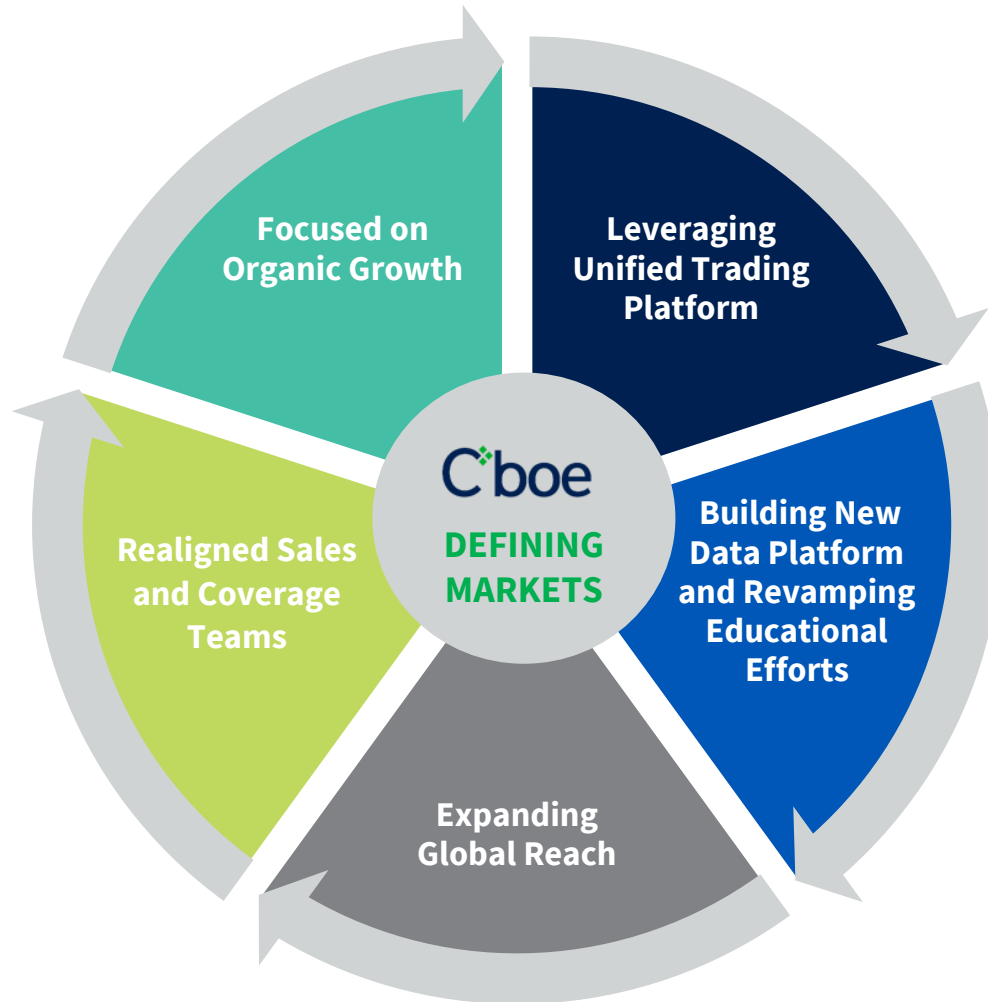 Focused on
Organic Growth
Leveraging
Unified Trading
Platform
Building New
Data Platform
and Revamping
Educational
Efforts
Expanding
Global Reach
Realigned Sales
and Coverage
Teams
Cboe
DEFINING
MARKETS